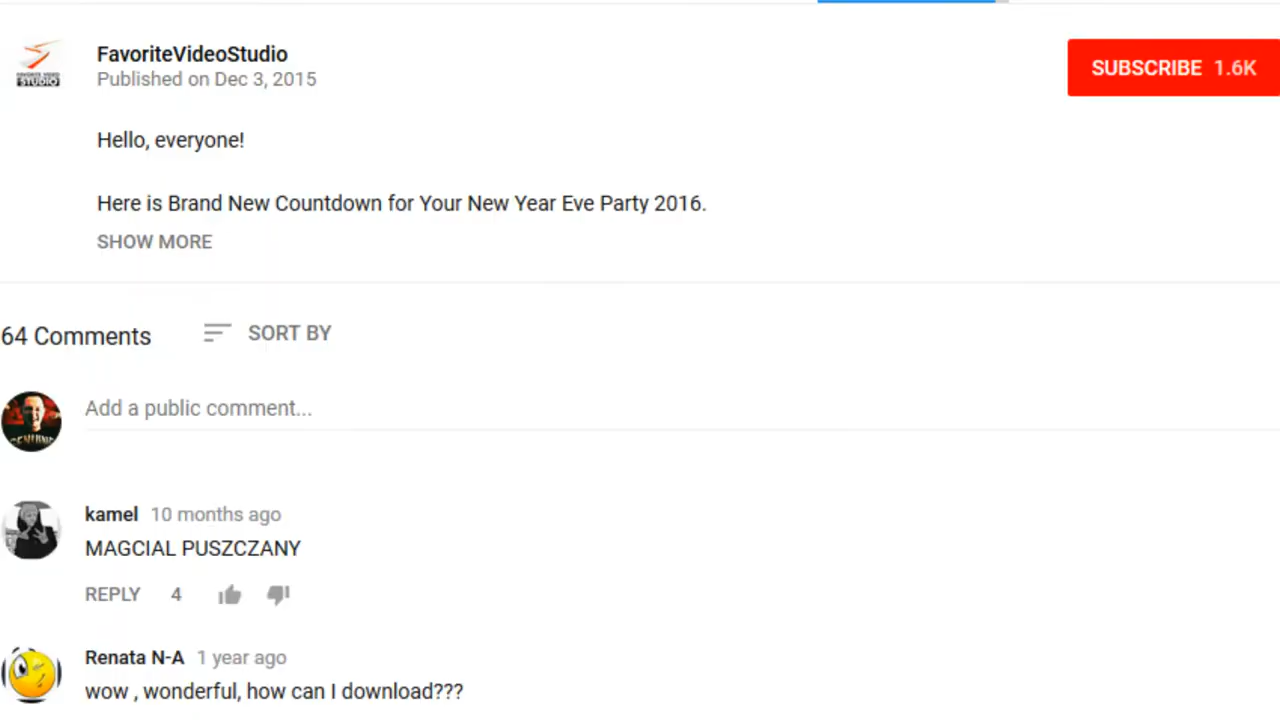 FavoriteVideoStudio
Published on Dec 3, 2015
SUBSCRIBE 1.6K
STUDIO
Hello, everyone!
Here is Brand New Countdown for Your New Year Eve Party 2016.
SHOW MORE
64 Comments
SORT BY
Add a public comment...
kamel 10 months ago
MAGCIAL PUSZCZANY
REPLY 4
Renata N-A 1 year ago
wow , wonderful, how can I download???